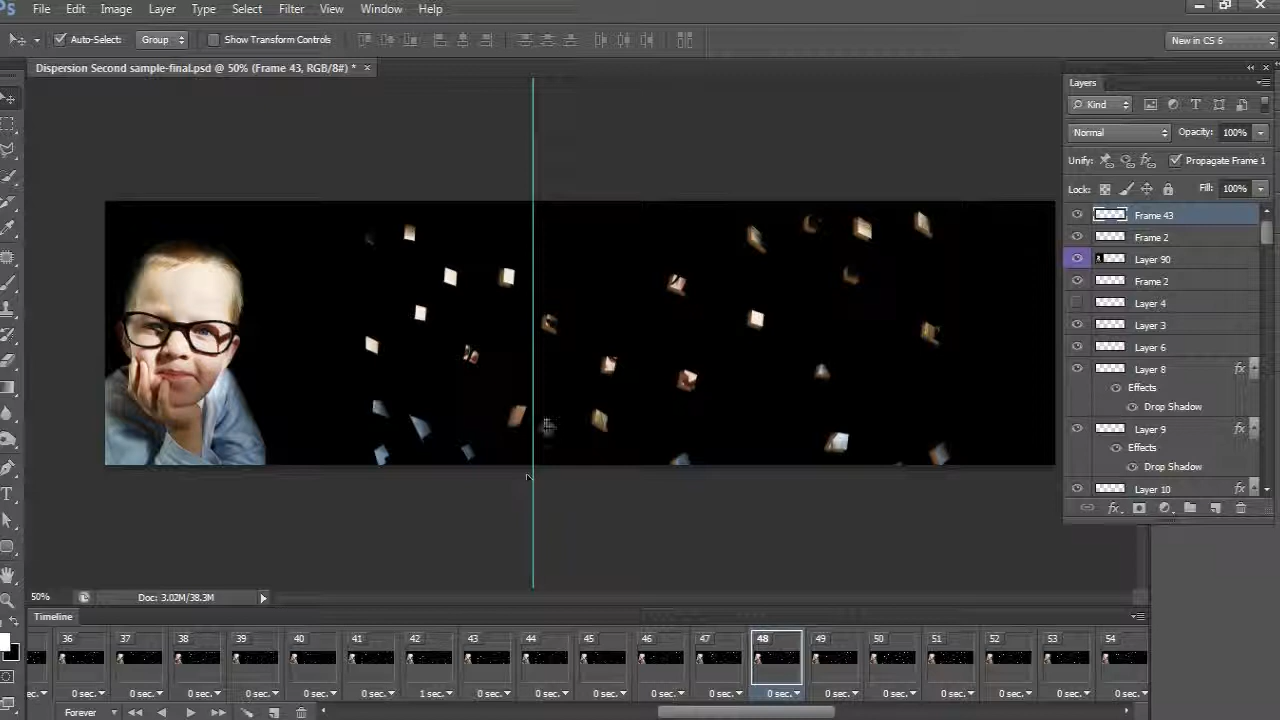 Ps File Edit Image Layer Type Select Filter View Window Help
Auto-Select: Group Show Transform Controls New in CS 6
Dispersion Second sample-final.psd @ 50% (Frame 43, RGB/8#) * ×
Layers
Kind
Normal Opacity: 100%
Unify: Propagate Frame 1
Lock: Fill: 100%
Frame 43
Frame 2
Layer 90
Frame 2
Layer 4
Layer 3
Layer 6
Layer 8 fx
Effects
Drop Shadow
Layer 9 fx
Effects
Drop Shadow
Layer 10 fx
50% Doc: 3.02M/38.3M
Timeline
36 37 38 39 40 41 42 43 44 45 46 47 48 49 50 51 52 53 54
ec. 0 sec. 0 sec. 0 sec. 0 sec. 0 sec. 1 sec. 0 sec. 0 sec. 0 sec. 0 sec. 0 sec. 0 sec. 0 sec. 0 sec. 0 sec. 0 sec. 0 sec. 0 sec.
Forever